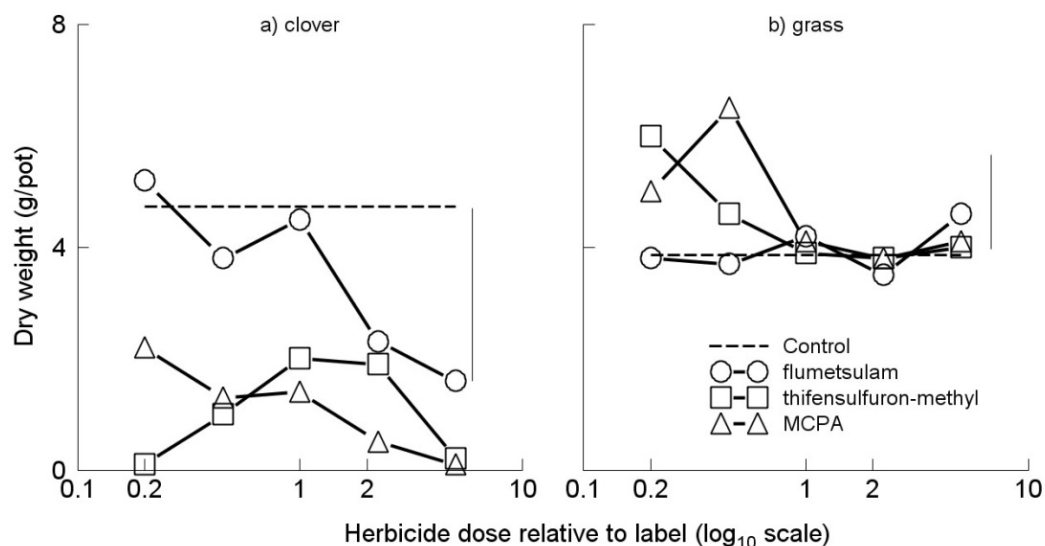 a) clover
b) grass
8
4
0
Dry weight (g/pot)
0.1 0.2 1 2 10
0.1 0.2 1 2 10
Control
flumetsulam
thifensulfuron-methyl
MCPA
Herbicide dose relative to label (log₁₀ scale)